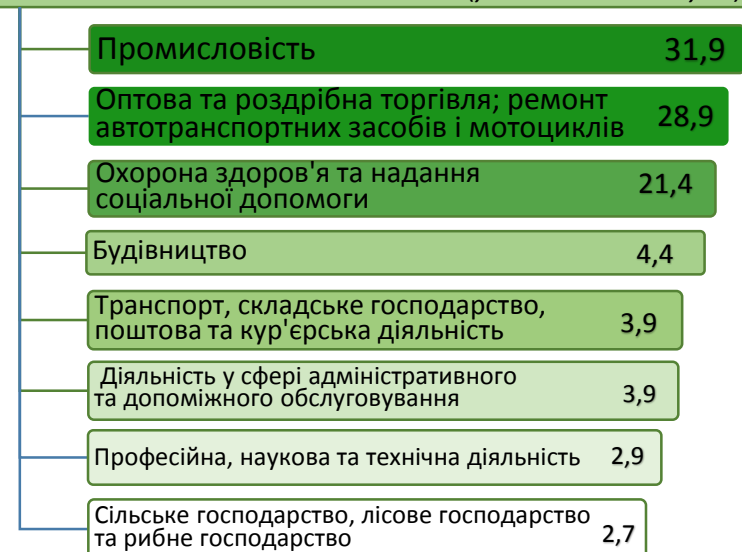 Промисловість 31,9
Оптова та роздрібна торгівля; ремонт
автотранспортних засобів і мотоциклів 28,9
Охорона здоров'я та надання
соціальної допомоги 21,4
Будівництво 4,4
Транспорт, складське господарство,
поштова та кур'єрська діяльність 3,9
Діяльність у сфері адміністративного
та допоміжного обслуговування 3,9
Професійна, наукова та технічна діяльність 2,9
Сільське господарство, лісове господарство
та рибне господарство 2,7